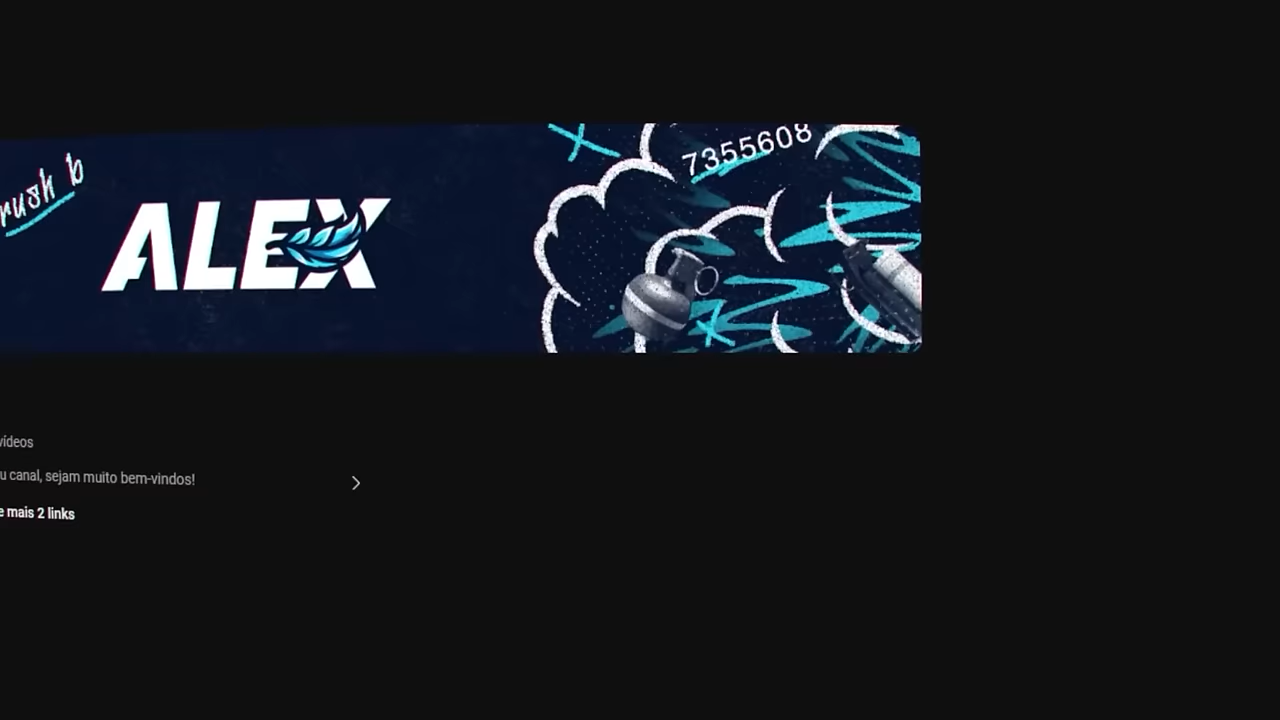 7355608
rush b
ALEX
vídeos
u canal, sejam muito bem-vindos!
e mais 2 links